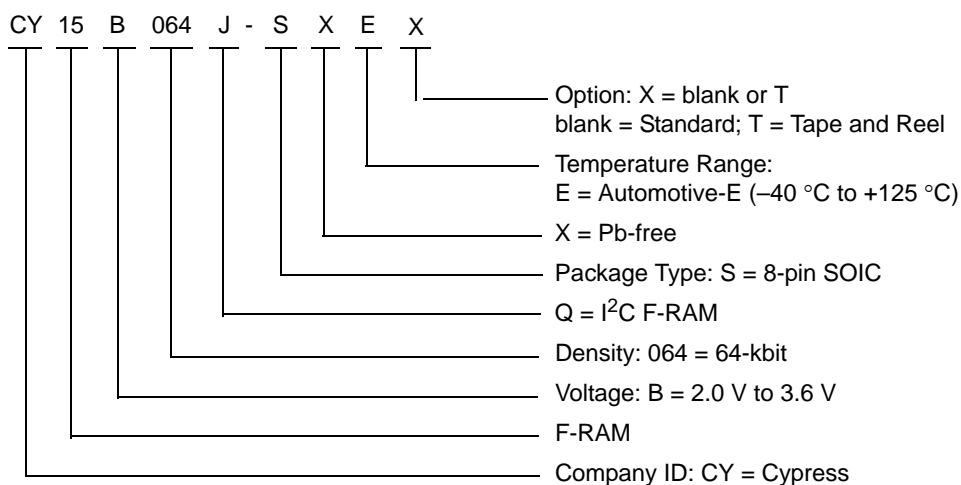 CY 15 B 064 J - S X E X
Option: X = blank or T
blank = Standard; T = Tape and Reel
Temperature Range:
E = Automotive-E (–40 °C to +125 °C)
X = Pb-free
Package Type: S = 8-pin SOIC
Q = I²C F-RAM
Density: 064 = 64-kbit
Voltage: B = 2.0 V to 3.6 V
F-RAM
Company ID: CY = Cypress